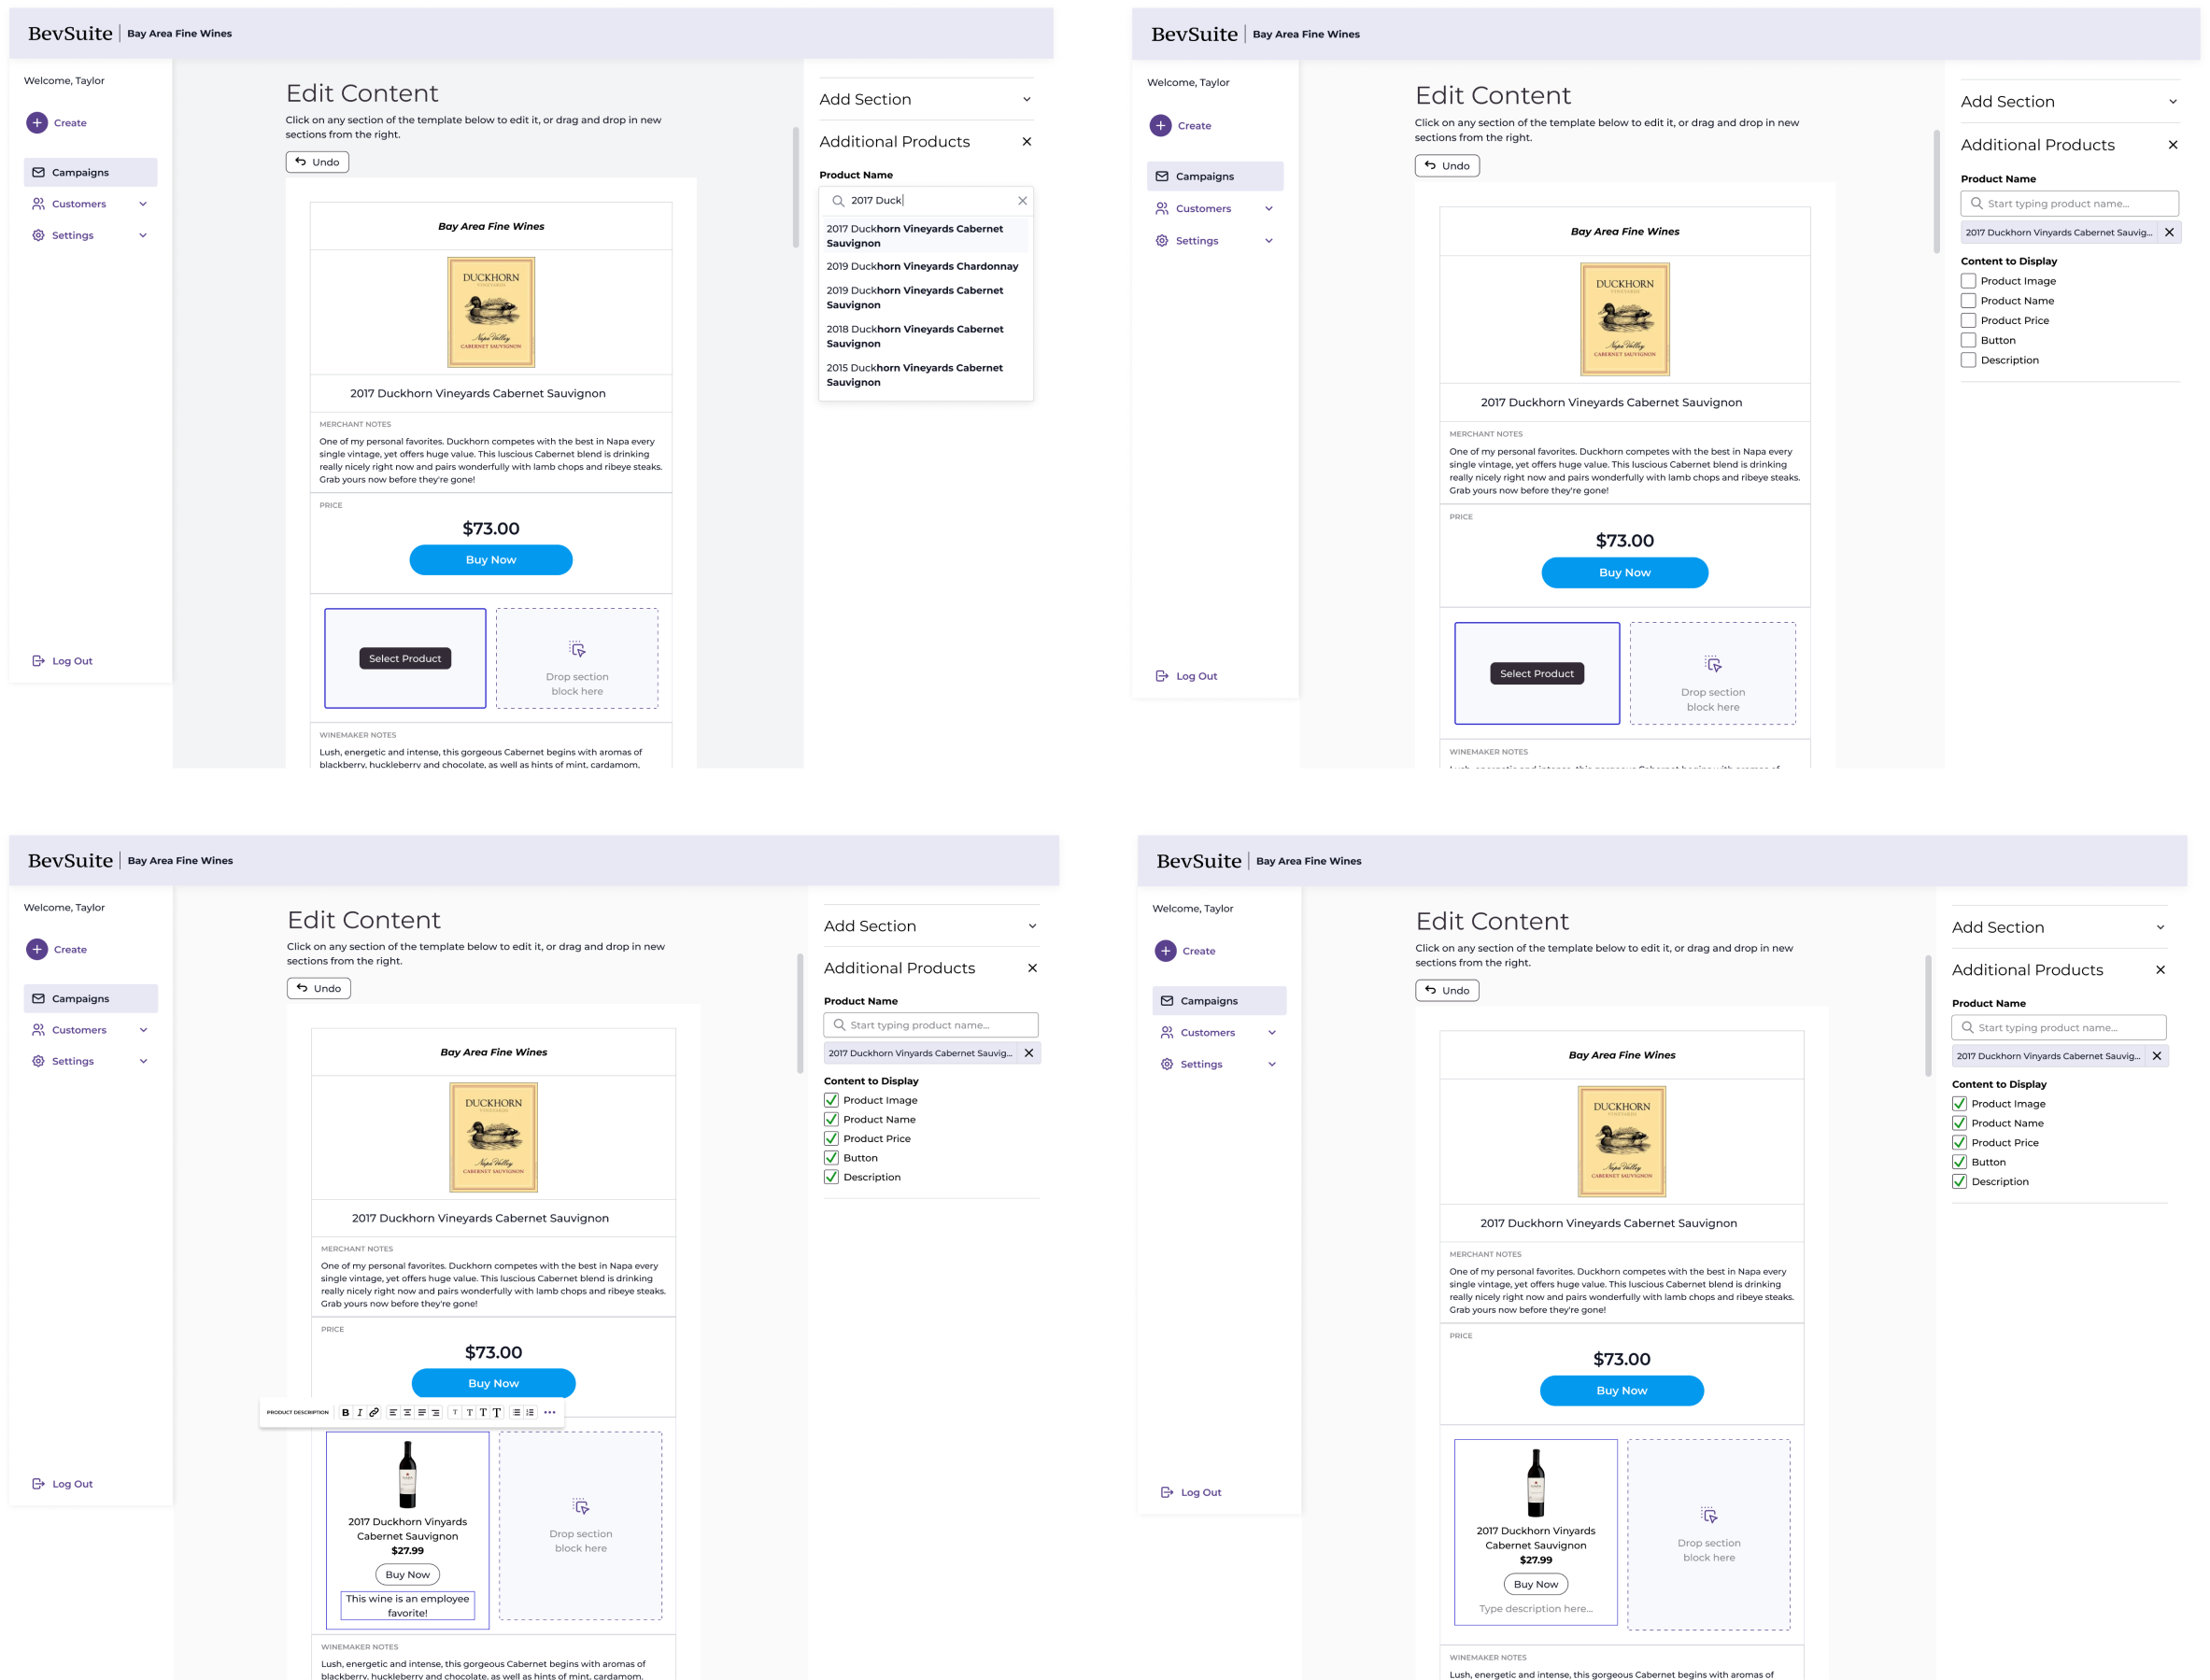 BevSuite | Bay Area Fine Wines
Welcome, Taylor
Create
Campaigns
Customers
Settings
Log Out
Edit Content
Click on any section of the template below to edit it, or drag and drop in new
sections from the right.
Undo
Bay Area Fine Wines
DUCKHORN
VINEYARDS
Napa Valley
CABERNET SAUVIGNON
2017 Duckhorn Vineyards Cabernet Sauvignon
MERCHANT NOTES
One of my personal favorites. Duckhorn competes with the best in Napa every
single vintage, yet offers huge value. This luscious Cabernet blend is drinking
really nicely right now and pairs wonderfully with lamb chops and ribeye steaks.
Grab yours now before they're gone!
PRICE
$73.00
Buy Now
Select Product
Drop section
block here
WINEMAKER NOTES
Lush, energetic and intense, this gorgeous Cabernet begins with aromas of
blackberry, huckleberry and chocolate, as well as hints of mint, cardamom,
Add Section
Additional Products
Product Name
2017 Duck
2017 Duckhorn Vineyards Cabernet
Sauvignon
2019 Duckhorn Vineyards Chardonnay
2019 Duckhorn Vineyards Cabernet
Sauvignon
2018 Duckhorn Vineyards Cabernet
Sauvignon
2015 Duckhorn Vineyards Cabernet
Sauvignon
BevSuite | Bay Area Fine Wines
Welcome, Taylor
Create
Campaigns
Customers
Settings
Log Out
Edit Content
Click on any section of the template below to edit it, or drag and drop in new
sections from the right.
Undo
Bay Area Fine Wines
DUCKHORN
VINEYARDS
Napa Valley
CABERNET SAUVIGNON
2017 Duckhorn Vineyards Cabernet Sauvignon
MERCHANT NOTES
One of my personal favorites. Duckhorn competes with the best in Napa every
single vintage, yet offers huge value. This luscious Cabernet blend is drinking
really nicely right now and pairs wonderfully with lamb chops and ribeye steaks.
Grab yours now before they're gone!
PRICE
$73.00
Buy Now
Select Product
Drop section
block here
WINEMAKER NOTES
Add Section
Additional Products
Product Name
Start typing product name...
2017 Duckhorn Vinyards Cabernet Sauvig...
Content to Display
Product Image
Product Name
Product Price
Button
Description
BevSuite | Bay Area Fine Wines
Welcome, Taylor
Create
Campaigns
Customers
Settings
Log Out
Edit Content
Click on any section of the template below to edit it, or drag and drop in new
sections from the right.
Undo
Bay Area Fine Wines
DUCKHORN
VINEYARDS
Napa Valley
CABERNET SAUVIGNON
2017 Duckhorn Vineyards Cabernet Sauvignon
MERCHANT NOTES
One of my personal favorites. Duckhorn competes with the best in Napa every
single vintage, yet offers huge value. This luscious Cabernet blend is drinking
really nicely right now and pairs wonderfully with lamb chops and ribeye steaks.
Grab yours now before they're gone!
PRICE
$73.00
Buy Now
PRODUCT DESCRIPTION B I T T T T
2017 Duckhorn Vinyards
Cabernet Sauvignon
$27.99
Buy Now
This wine is an employee
favorite!
Drop section
block here
WINEMAKER NOTES
Lush, energetic and intense, this gorgeous Cabernet begins with aromas of
blackberry, huckleberry and chocolate, as well as hints of mint, cardamom,
Add Section
Additional Products
Product Name
Start typing product name...
2017 Duckhorn Vinyards Cabernet Sauvig...
Content to Display
Product Image
Product Name
Product Price
Button
Description
BevSuite | Bay Area Fine Wines
Welcome, Taylor
Create
Campaigns
Customers
Settings
Log Out
Edit Content
Click on any section of the template below to edit it, or drag and drop in new
sections from the right.
Undo
Bay Area Fine Wines
DUCKHORN
VINEYARDS
Napa Valley
CABERNET SAUVIGNON
2017 Duckhorn Vineyards Cabernet Sauvignon
MERCHANT NOTES
One of my personal favorites. Duckhorn competes with the best in Napa every
single vintage, yet offers huge value. This luscious Cabernet blend is drinking
really nicely right now and pairs wonderfully with lamb chops and ribeye steaks.
Grab yours now before they're gone!
PRICE
$73.00
Buy Now
2017 Duckhorn Vinyards
Cabernet Sauvignon
$27.99
Buy Now
Type description here...
Drop section
block here
WINEMAKER NOTES
Lush, energetic and intense, this gorgeous Cabernet begins with aromas of
Add Section
Additional Products
Product Name
Start typing product name...
2017 Duckhorn Vinyards Cabernet Sauvig...
Content to Display
Product Image
Product Name
Product Price
Button
Description